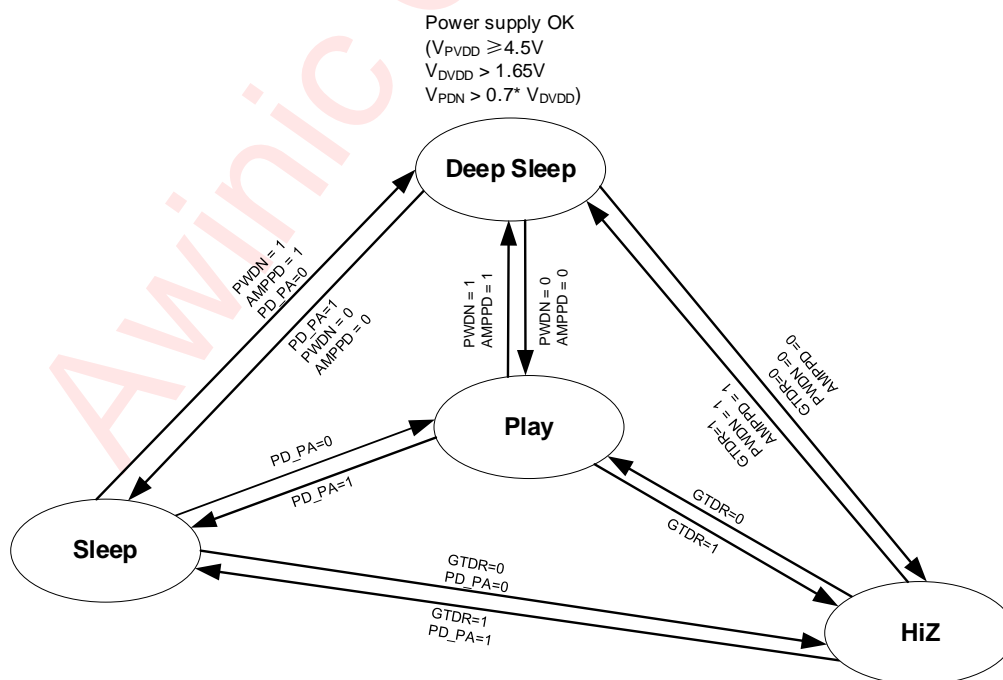 Power supply OK
(VPVDD ≥4.5V
VDVDD > 1.65V
VPDN > 0.7* VDVDD)
Deep Sleep
PWDN = 1
AMPPD = 1
PD_PA=0
PD_PA=1
PWDN = 0
AMPPD = 0
PWDN = 1
AMPPD = 1
PWDN = 0
AMPPD = 0
GTDR=0
PWDN =0
AMPPD =0
GTDR=1
PWDN = 1
AMPPD = 1
Play
PD_PA=0
PD_PA=1
GTDR=0
GTDR=1
Sleep
GTDR=0
PD_PA=0
GTDR=1
PD_PA=1
HiZ
Awinic